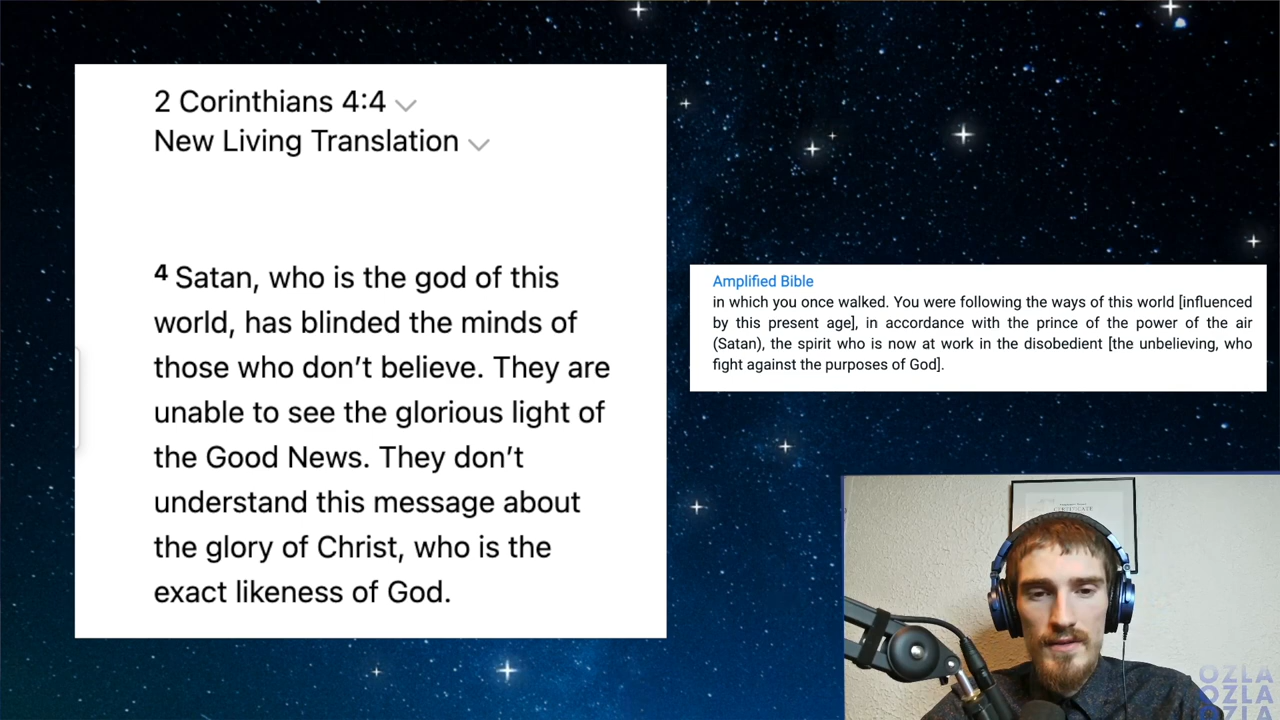 2 Corinthians 4:4
New Living Translation
4 Satan, who is the god of this
world, has blinded the minds of
those who don’t believe. They are
unable to see the glorious light of
the Good News. They don’t
understand this message about
the glory of Christ, who is the
exact likeness of God.
Amplified Bible
in which you once walked. You were following the ways of this world [influenced
by this present age], in accordance with the prince of the power of the air
(Satan), the spirit who is now at work in the disobedient [the unbelieving, who
fight against the purposes of God].
CERTIFICATE
OZLA
OZLA
OZLA